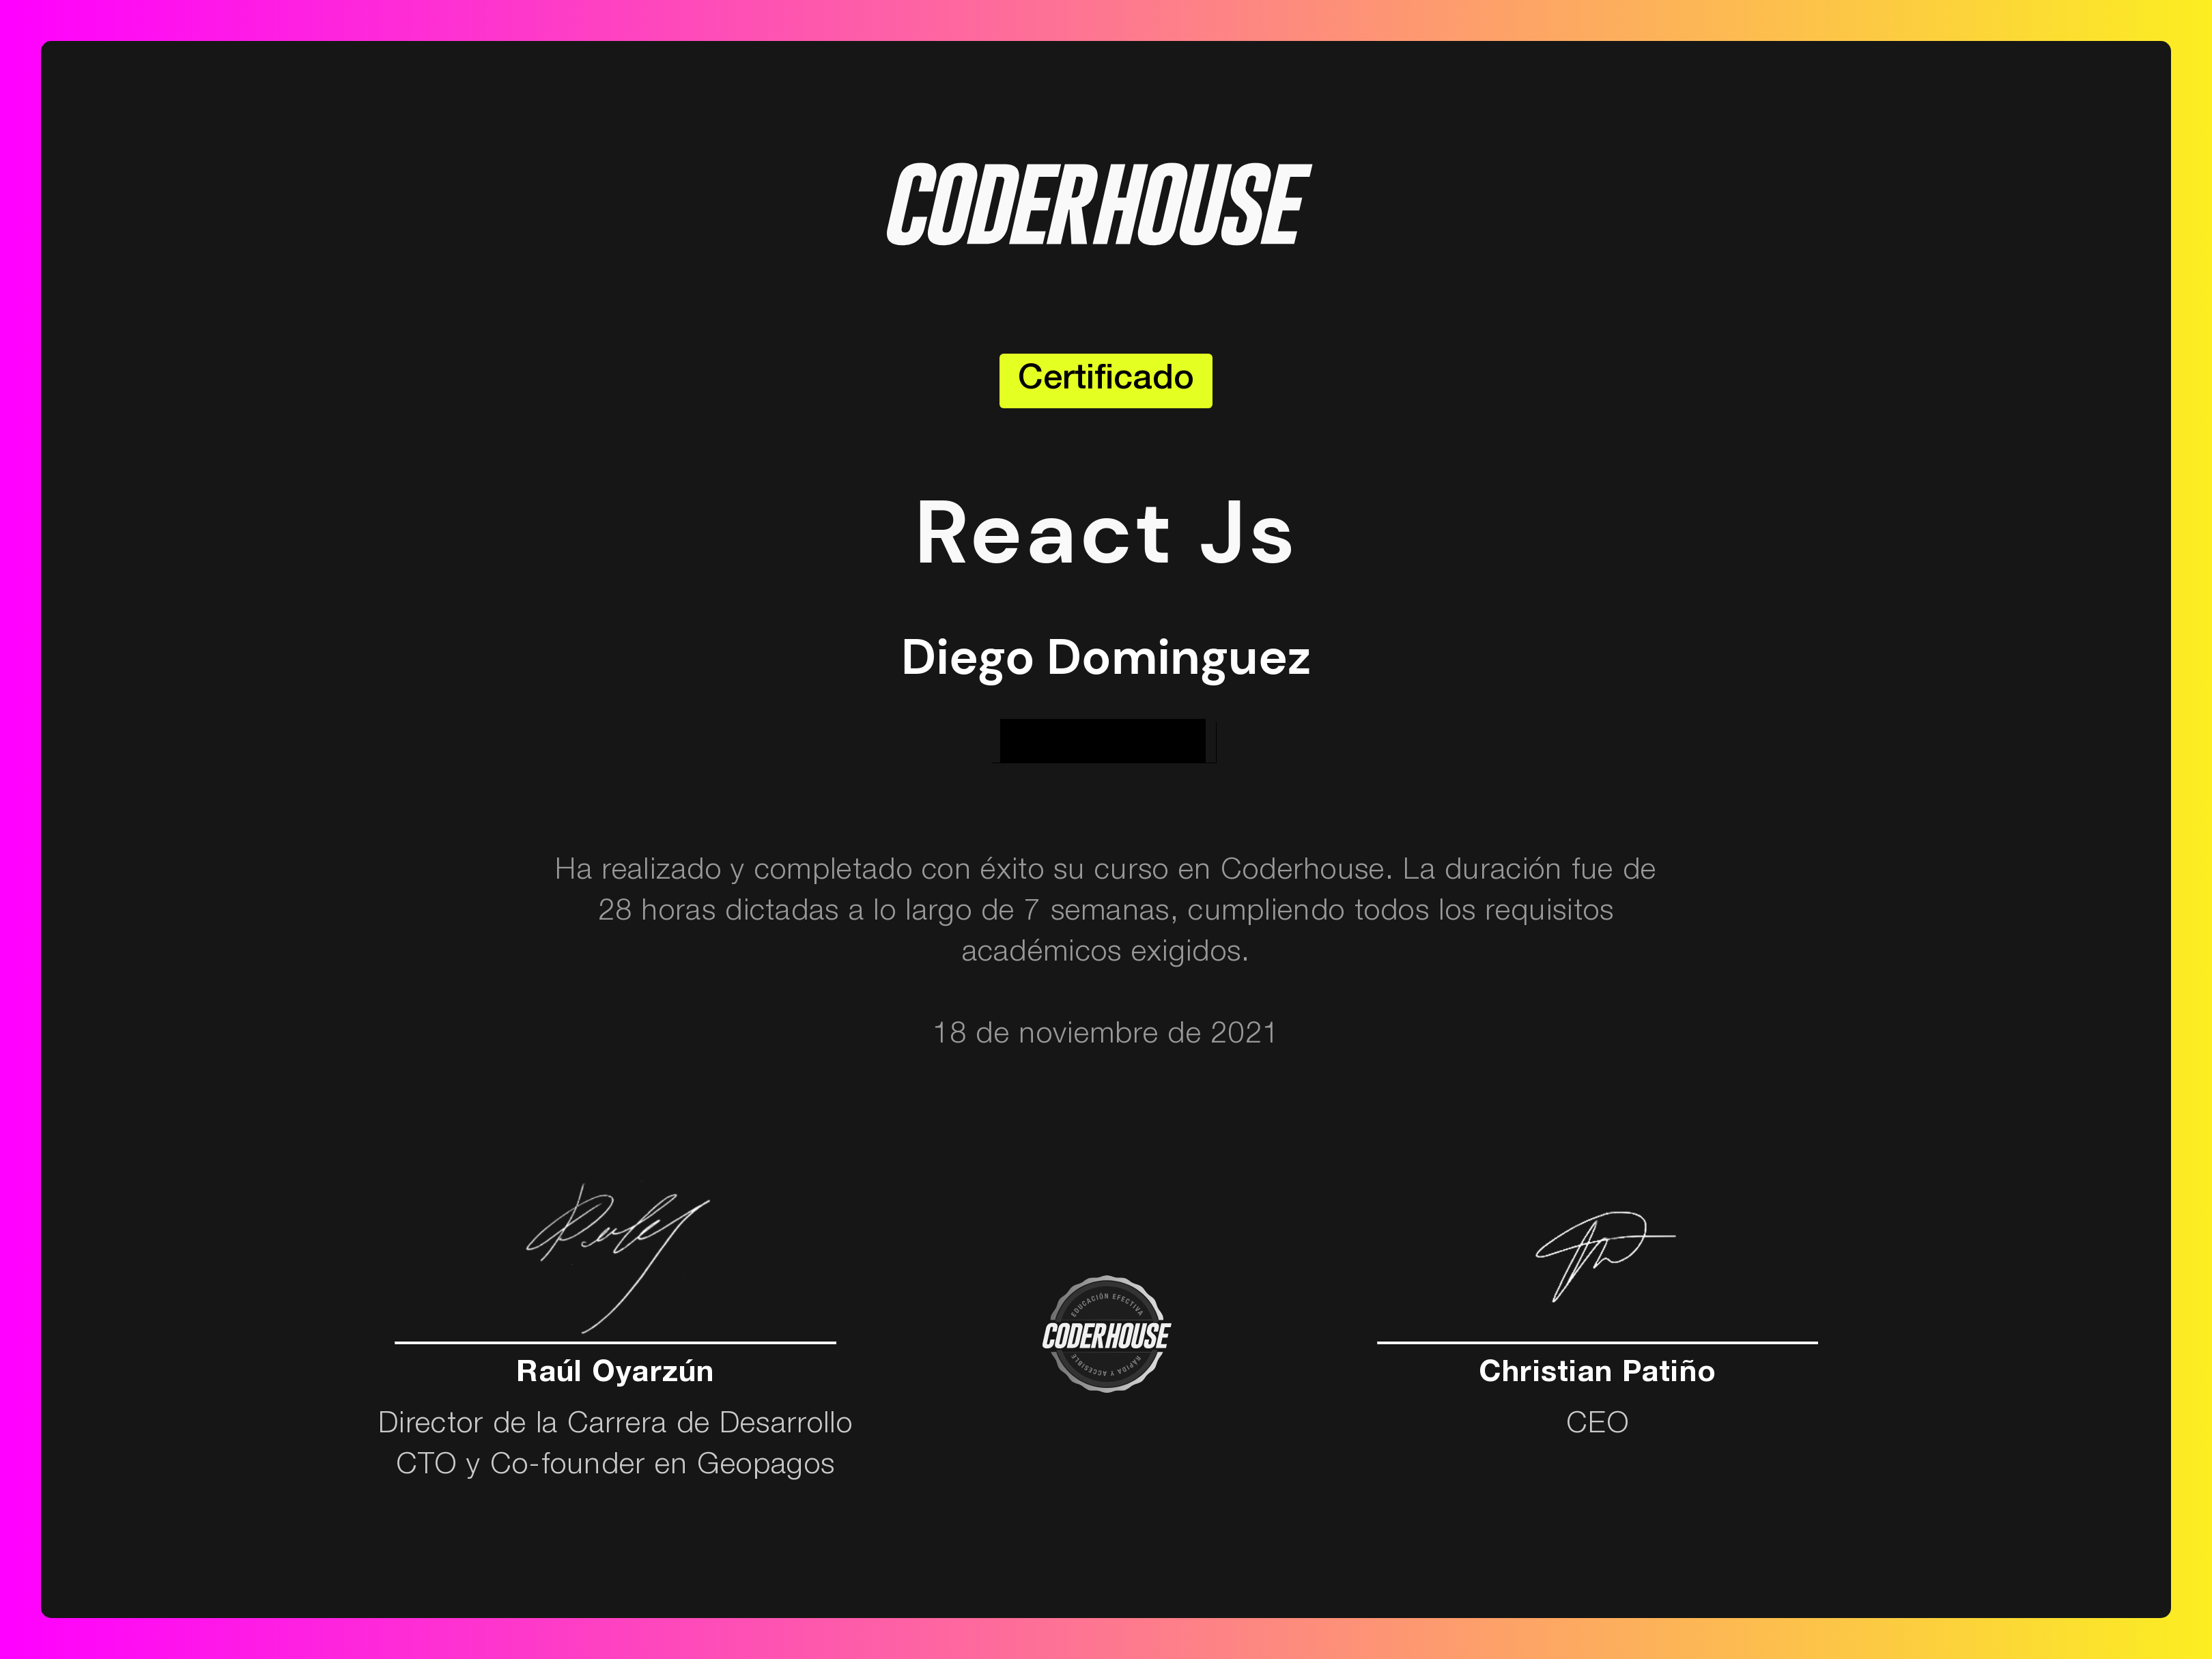 CODERHOUSE
Certificado
React Js
Diego Dominguez
Ha realizado y completado con éxito su curso en Coderhouse. La duración fue de
28 horas dictadas a lo largo de 7 semanas, cumpliendo todos los requisitos
académicos exigidos.
18 de noviembre de 2021
Raúl Oyarzún
Director de la Carrera de Desarrollo
CTO y Co-founder en Geopagos
EDUCACIÓN EFECTIVA
CODERHOUSE
RAPIDA Y ACCESIBLE
Christian Patiño
CEO